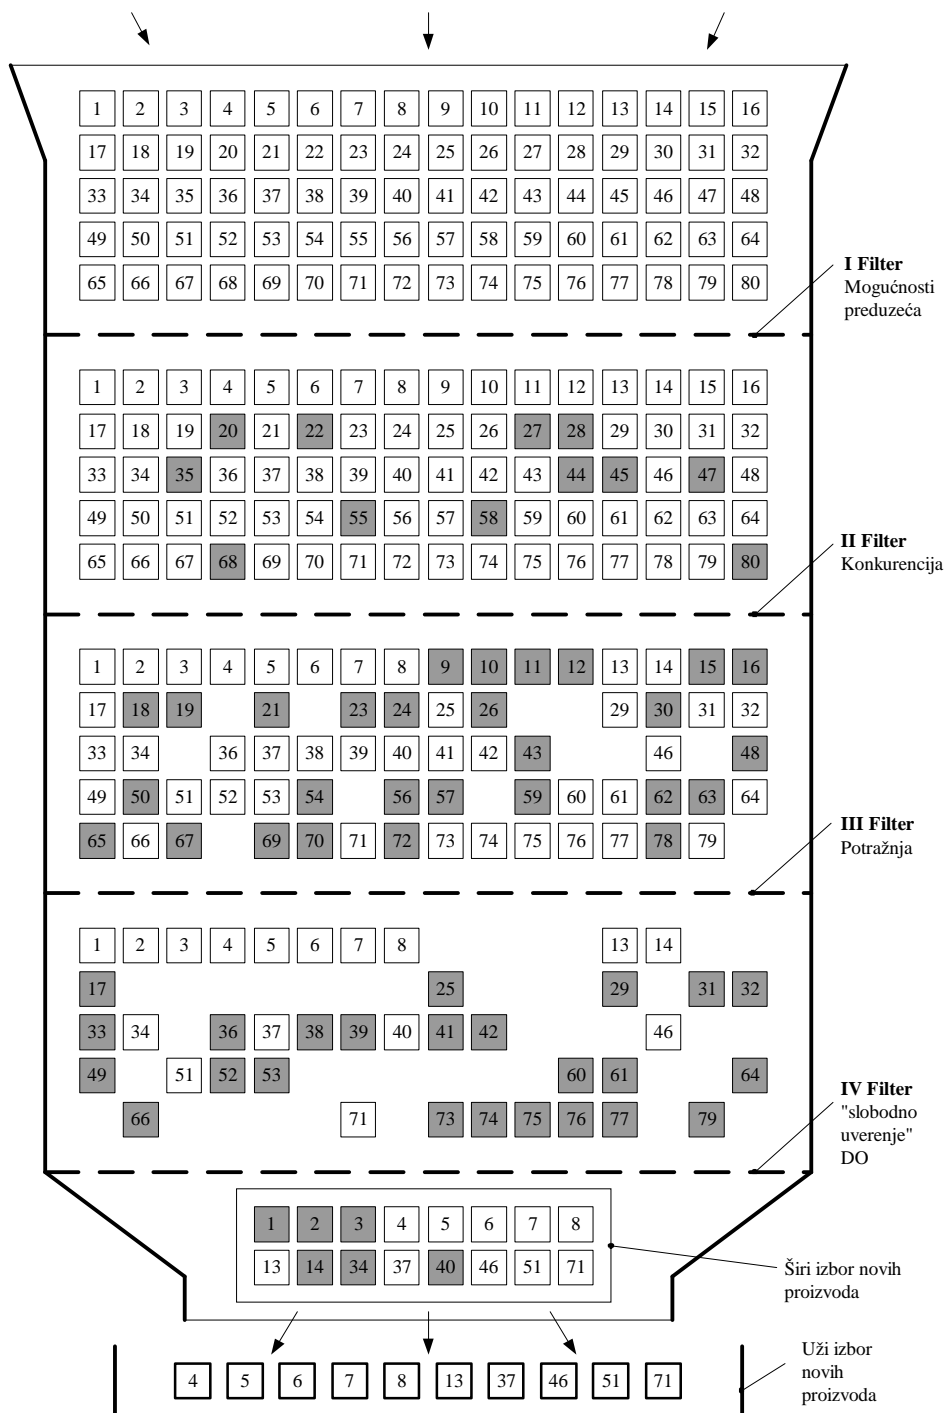 1 2 3 4 5 6 7 8 9 10 11 12 13 14 15 16
17 18 19 20 21 22 23 24 25 26 27 28 29 30 31 32
33 34 35 36 37 38 39 40 41 42 43 44 45 46 47 48
49 50 51 52 53 54 55 56 57 58 59 60 61 62 63 64
65 66 67 68 69 70 71 72 73 74 75 76 77 78 79 80
I Filter
Mogućnosti
preduzeća
1 2 3 4 5 6 7 8 9 10 11 12 13 14 15 16
17 18 19 20 21 22 23 24 25 26 27 28 29 30 31 32
33 34 35 36 37 38 39 40 41 42 43 44 45 46 47 48
49 50 51 52 53 54 55 56 57 58 59 60 61 62 63 64
65 66 67 68 69 70 71 72 73 74 75 76 77 78 79 80
II Filter
Konkurencija
1 2 3 4 5 6 7 8 9 10 11 12 13 14 15 16
17 18 19 21 23 24 25 26 29 30 31 32
33 34 36 37 38 39 40 41 42 43 46 48
49 50 51 52 53 54 56 57 59 60 61 62 63 64
65 66 67 69 70 71 72 73 74 75 76 77 78 79
III Filter
Potražnja
1 2 3 4 5 6 7 8 13 14
17 25 29 31 32
33 34 36 37 38 39 40 41 42 46
49 51 52 53 60 61 64
66 71 73 74 75 76 77 79
IV Filter
"slobodno
uverenje"
DO
1 2 3 4 5 6 7 8
13 14 34 37 40 46 51 71
Širi izbor novih
proizvoda
4 5 6 7 8 13 37 46 51 71
Uži izbor
novih
proizvoda